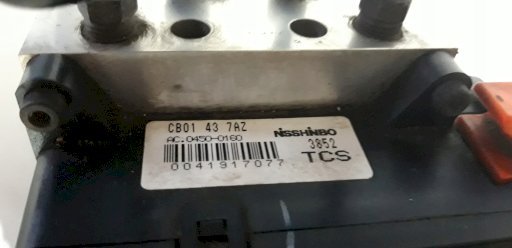 CB01 43 7AZ
NISSHINBO
AC.0450-0160
3852
0041917077
TCS